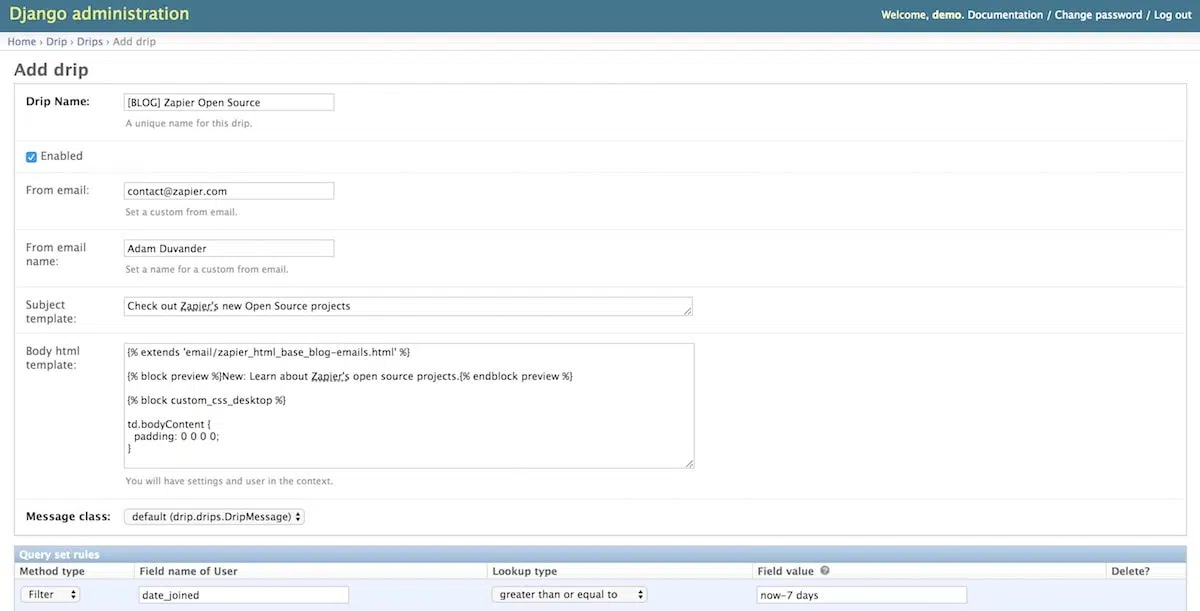 Django administration
Welcome, demo. Documentation / Change password / Log out
Home › Drip › Drips › Add drip
Add drip
Drip Name: [BLOG] Zapier Open Source
A unique name for this drip.
Enabled
From email: contact@zapier.com
Set a custom from email.
From email name: Adam Duvander
Set a name for a custom from email.
Subject template: Check out Zapier's new Open Source projects
Body html template:
{% extends 'email/zapier_html_base_blog-emails.html' %}
{% block preview %}New: Learn about Zapier's open source projects.{% endblock preview %}
{% block custom_css_desktop %}
td.bodyContent {
padding: 0 0 0 0;
}
You will have settings and user in the context.
Message class: default (drip.drips.DripMessage)
Query set rules
Method type Field name of User Lookup type Field value Delete?
Filter date_joined greater than or equal to now-7 days